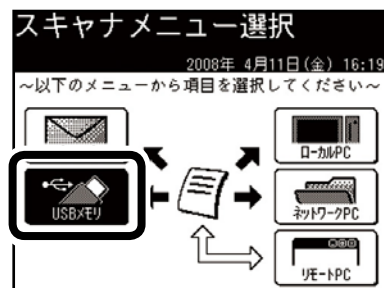 スキャナメニュー選択
2008年 4月11日(金) 16:19
～以下のメニューから項目を選択してください～
ローカルPC
USBメモリ
ネットワークPC
リモートPC